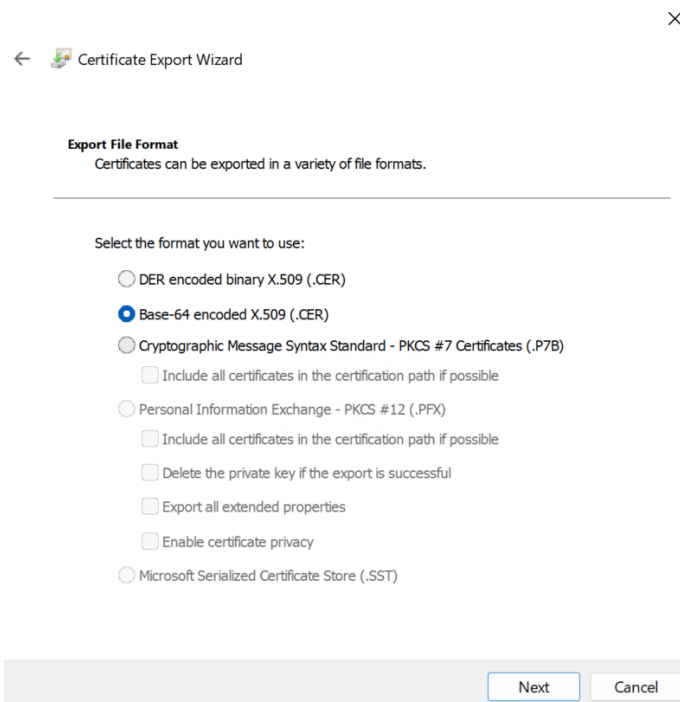 Certificate Export Wizard
Export File Format
Certificates can be exported in a variety of file formats.
Select the format you want to use:
DER encoded binary X.509 (.CER)
Base-64 encoded X.509 (.CER)
Cryptographic Message Syntax Standard - PKCS #7 Certificates (.P7B)
Include all certificates in the certification path if possible
Personal Information Exchange - PKCS #12 (.PFX)
Include all certificates in the certification path if possible
Delete the private key if the export is successful
Export all extended properties
Enable certificate privacy
Microsoft Serialized Certificate Store (.SST)
Next Cancel